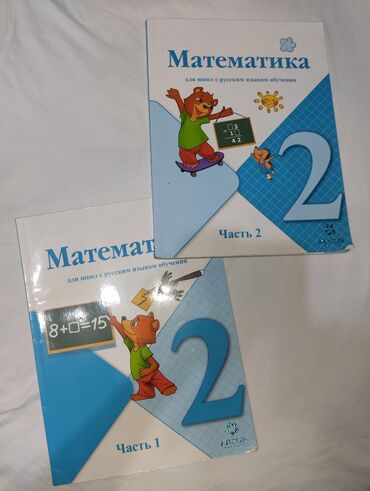 Математика
для школ с русским языком обучения
2
Часть 2
Матема
для школ с русским языком обучения
8+□=15
2
Часть 1